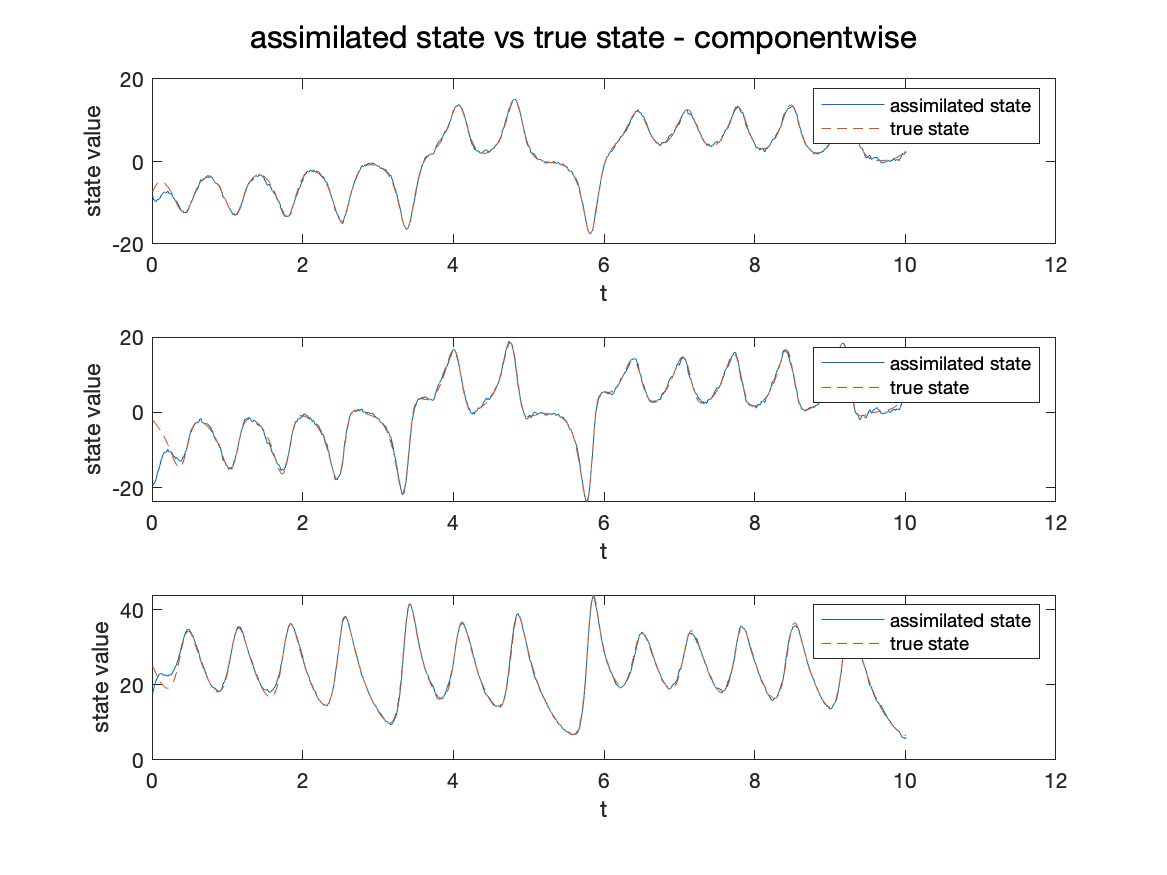 assimilated state vs true state - componentwise
20
0
-20
state value
assimilated state
true state
0 2 4 6 8 10 12
t
20
0
-20
state value
assimilated state
true state
0 2 4 6 8 10 12
t
40
20
0
state value
assimilated state
true state
0 2 4 6 8 10 12
t